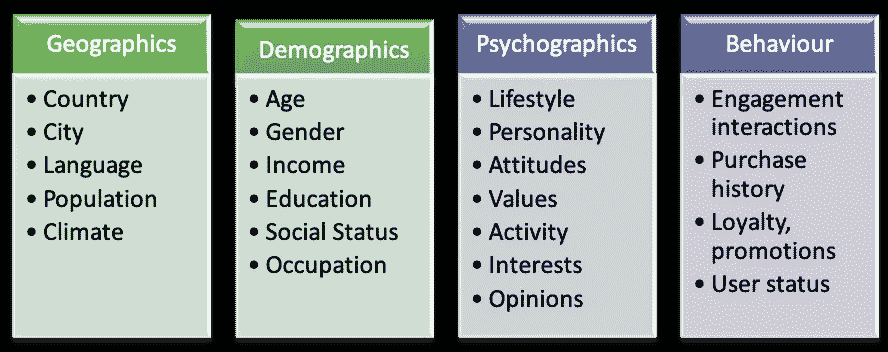 Geographics
• Country
• City
• Language
• Population
• Climate
Demographics
• Age
• Gender
• Income
• Education
• Social Status
• Occupation
Psychographics
• Lifestyle
• Personality
• Attitudes
• Values
• Activity
• Interests
• Opinions
Behaviour
• Engagement
interactions
• Purchase
history
• Loyalty,
promotions
• User status